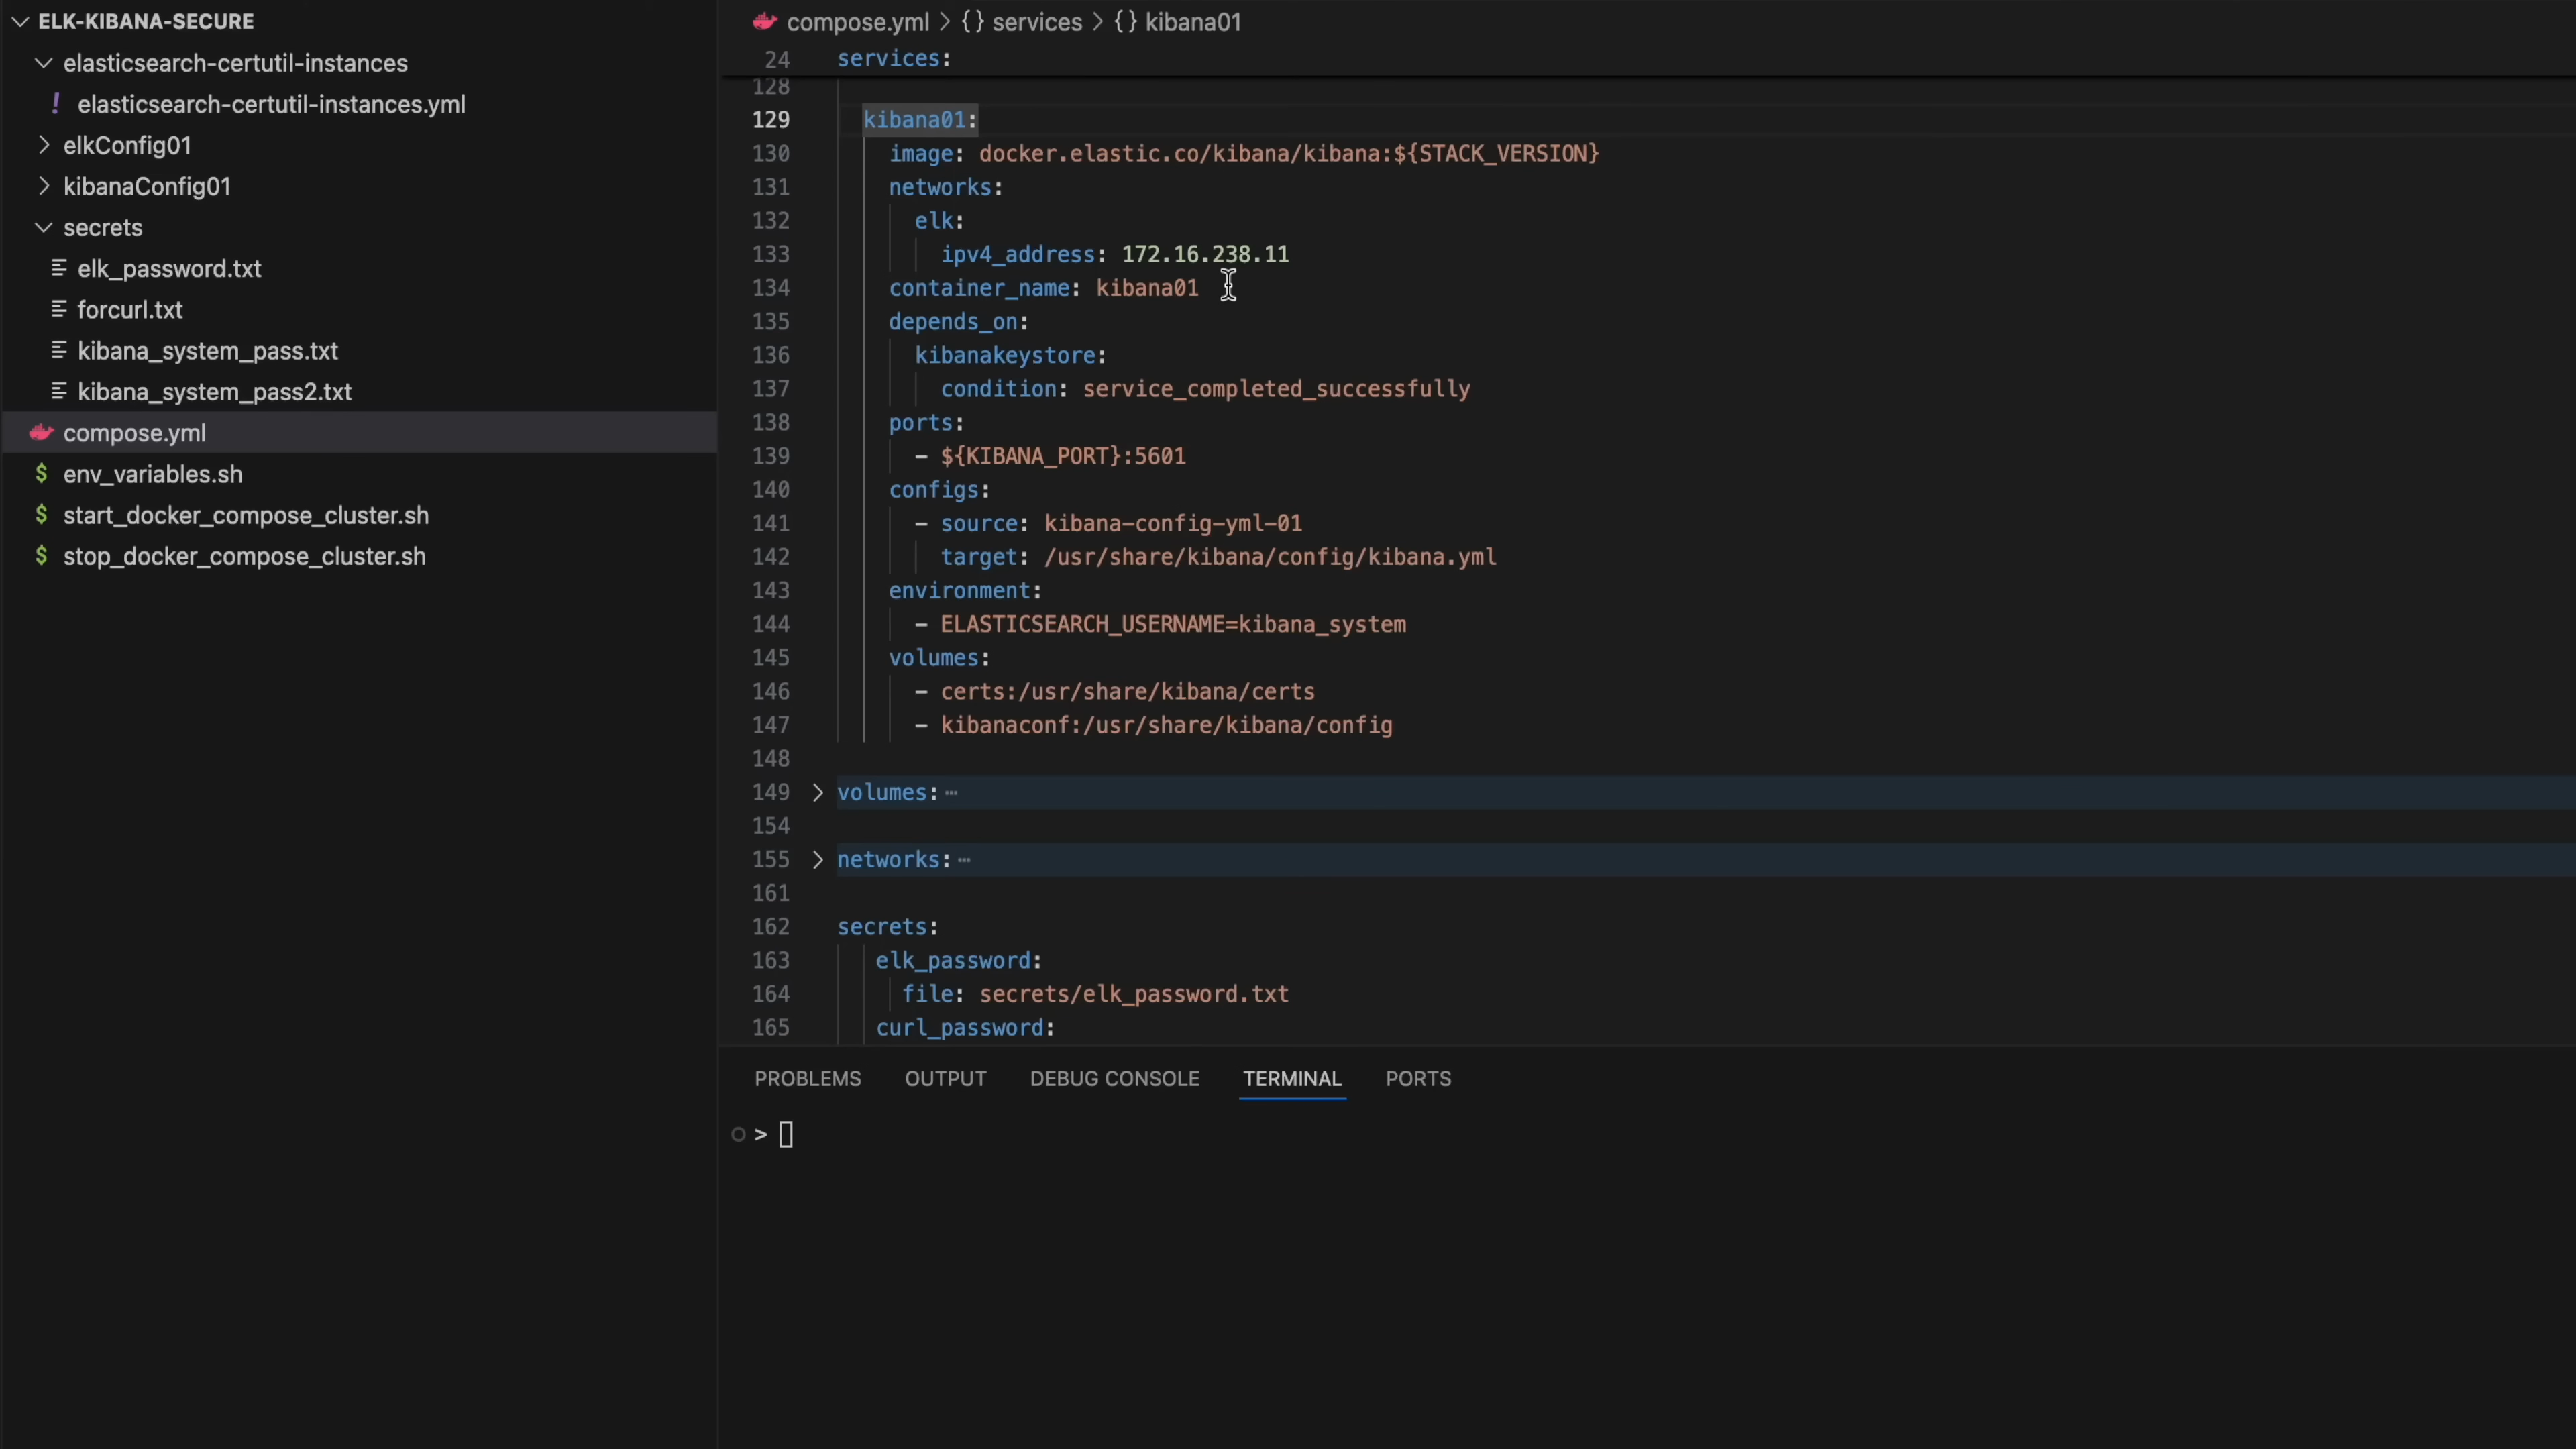 ELK-KIBANA-SECURE
elasticsearch-certutil-instances
! elasticsearch-certutil-instances.yml
elkConfig01
kibanaConfig01
secrets
elk_password.txt
forcurl.txt
kibana_system_pass.txt
kibana_system_pass2.txt
compose.yml
$ env_variables.sh
$ start_docker_compose_cluster.sh
$ stop_docker_compose_cluster.sh
compose.yml > {} services > {} kibana01
24 services:
128
129 kibana01:
130 image: docker.elastic.co/kibana/kibana:${STACK_VERSION}
131 networks:
132 elk:
133 ipv4_address: 172.16.238.11
134 container_name: kibana01
135 depends_on:
136 kibanakeystore:
137 condition: service_completed_successfully
138 ports:
139 - ${KIBANA_PORT}:5601
140 configs:
141 - source: kibana-config-yml-01
142 target: /usr/share/kibana/config/kibana.yml
143 environment:
144 - ELASTICSEARCH_USERNAME=kibana_system
145 volumes:
146 - certs:/usr/share/kibana/certs
147 - kibanaconf:/usr/share/kibana/config
148
149 > volumes: ⋯
154
155 > networks: ⋯
161
162 secrets:
163 elk_password:
164 file: secrets/elk_password.txt
165 curl_password:
PROBLEMS OUTPUT DEBUG CONSOLE TERMINAL PORTS
>